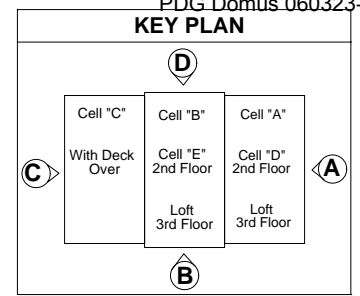 PDG Domus 060323-
KEY PLAN
D
Cell "C"
Cell "B"
Cell "A"
With Deck
Over
Cell "E"
2nd Floor
Cell "D"
2nd Floor
C
A
Loft
3rd Floor
Loft
3rd Floor
B